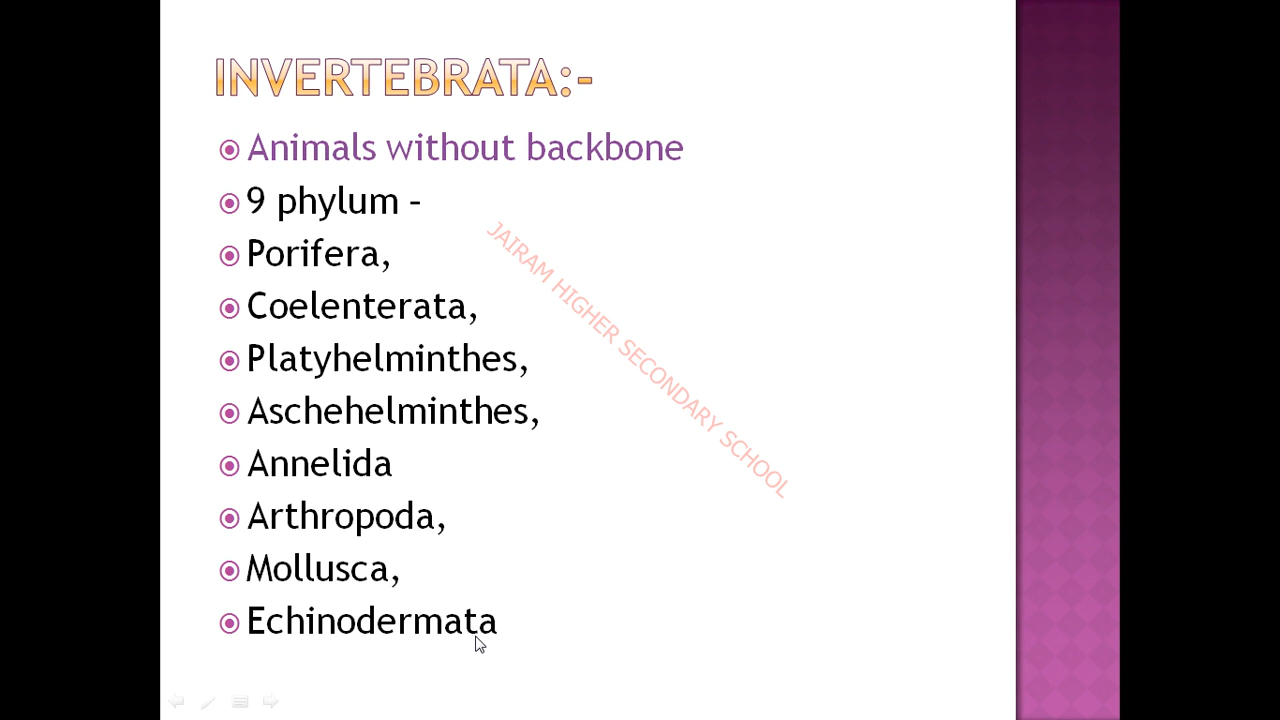 INVERTEBRATA:-
Animals without backbone
9 phylum –
Porifera,
Coelenterata,
Platyhelminthes,
Aschehelminthes,
Annelida
Arthropoda,
Mollusca,
Echinodermata
JAIRAM HIGHER SECONDARY SCHOOL